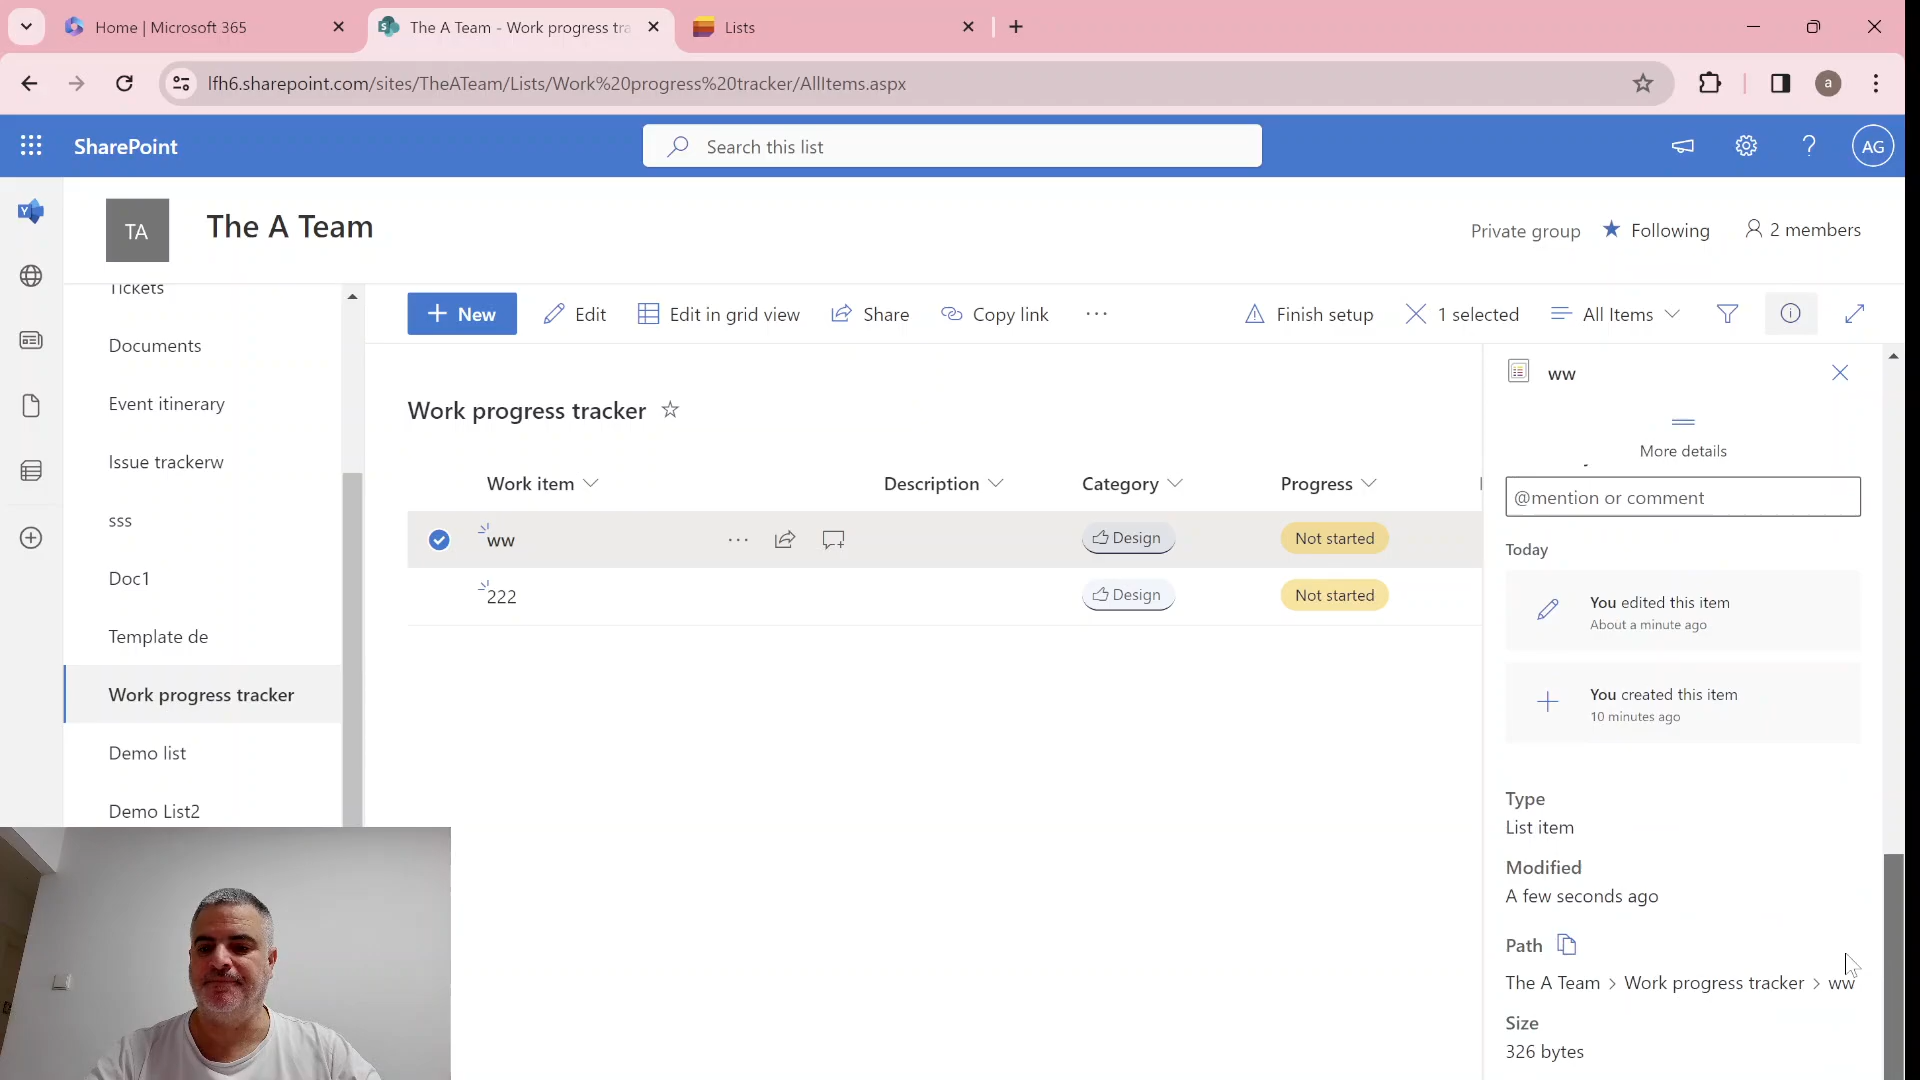 Home | Microsoft 365
The A Team - Work progress tra
Lists
lfh6.sharepoint.com/sites/TheATeam/Lists/Work%20progress%20tracker/AllItems.aspx
a
SharePoint
Search this list
AG
TA
The A Team
Private group
Following
2 members
Tickets
Documents
Event itinerary
Issue trackerw
sss
Doc1
Template de
Work progress tracker
Demo list
Demo List2
New
Edit
Edit in grid view
Share
Copy link
Finish setup
1 selected
All Items
Work progress tracker
Work item
Description
Category
Progress
ww
Design
Not started
222
Design
Not started
ww
More details
@mention or comment
Today
You edited this item
About a minute ago
You created this item
10 minutes ago
Type
List item
Modified
A few seconds ago
Path
The A Team > Work progress tracker > ww
Size
326 bytes